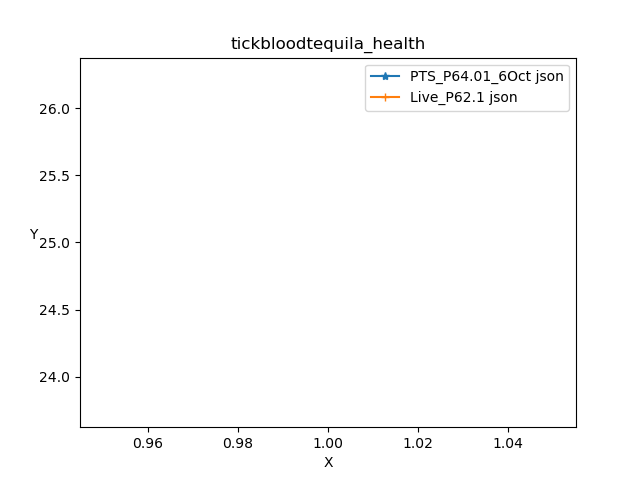 tickbloodtequila_health
PTS_P64.01_6Oct json
Live_P62.1 json
26.0
25.5
Y
25.0
24.5
24.0
0.96 0.98 1.00 1.02 1.04
X